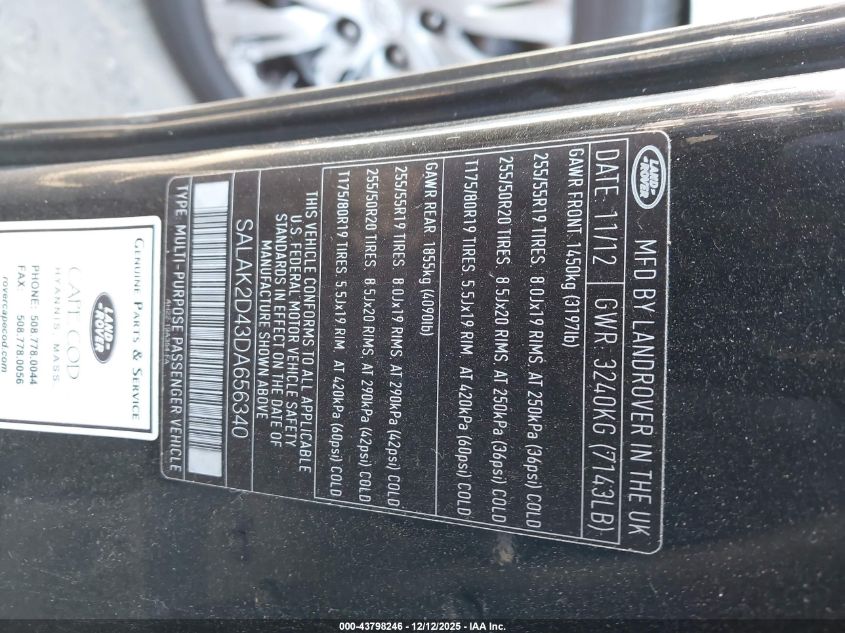 LAND-
ROVER
MFD BY LANDROVER IN THE UK
DATE 11/12 GWR 3240KG (7143LB)
GAWR FRONT 1450kg (3197lb)
255/55R19 TIRES 8.0Jx19 RIMS, AT 250kPa (36psi) COLD
255/50R20 TIRES 8.5Jx20 RIMS, AT 250kPa (36psi) COLD
T175/80R19 TIRES 5.5Jx19 RIM AT 420kPa (60psi) COLD
GAWR REAR 1855kg (4090lb)
255/55R19 TIRES 8.0Jx19 RIMS, AT 290kPa (42psi) COLD
255/50R20 TIRES 8.5Jx20 RIMS, AT 290kPa (42psi) COLD
T175/80R19 TIRES, 5.5Jx19 RIM, AT 420kPa (60psi) COLD
THIS VEHICLE CONFORMS TO ALL APPLICABLE
U.S. FEDERAL MOTOR VEHICLE SAFETY
STANDARDS IN EFFECT ON THE DATE OF
MANUFACTURE SHOWN ABOVE
SALAK2D43DA656340
TYPE: MULTI-PURPOSE PASSENGER VEHICLE
GENUINE PARTS & SERVICE
LAND-
ROVER
CAPE COD
HYANNIS MASS
PHONE: 508.778.0044
FAX: 508.778.0056
rovercapecod.com
000-43798246 - 12/12/2025 - IAA Inc.